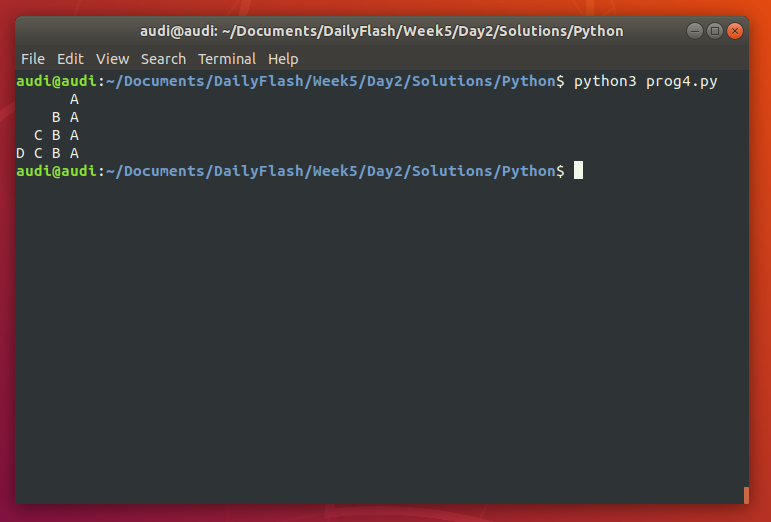 audi@audi: ~/Documents/DailyFlash/Week5/Day2/Solutions/Python
File Edit View Search Terminal Help
audi@audi:~/Documents/DailyFlash/Week5/Day2/Solutions/Python$ python3 prog4.py
      A
    B A
  C B A
D C B A
audi@audi:~/Documents/DailyFlash/Week5/Day2/Solutions/Python$